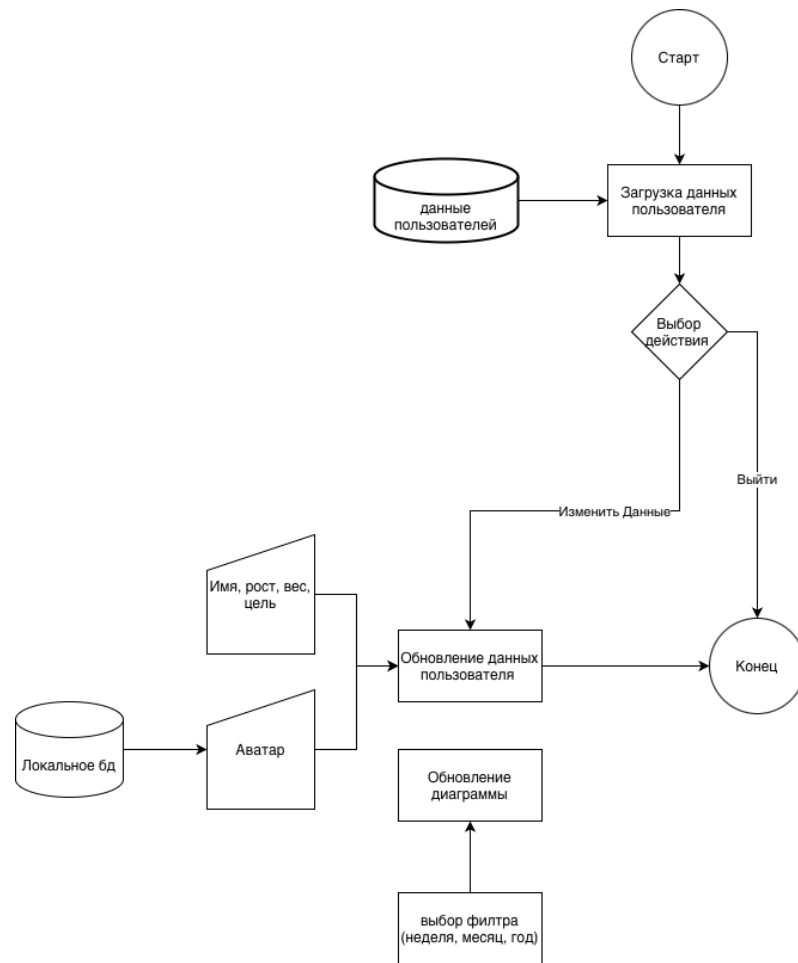 Старт
Загрузка данных
пользователя
данные
пользователей
Выбор
действия
Выйти
Изменить Данные
Имя, рост, вес,
цель
Обновление данных
пользователя
Конец
Локальное бд
Аватар
Обновление
диаграммы
выбор филтра
(неделя, месяц, год)